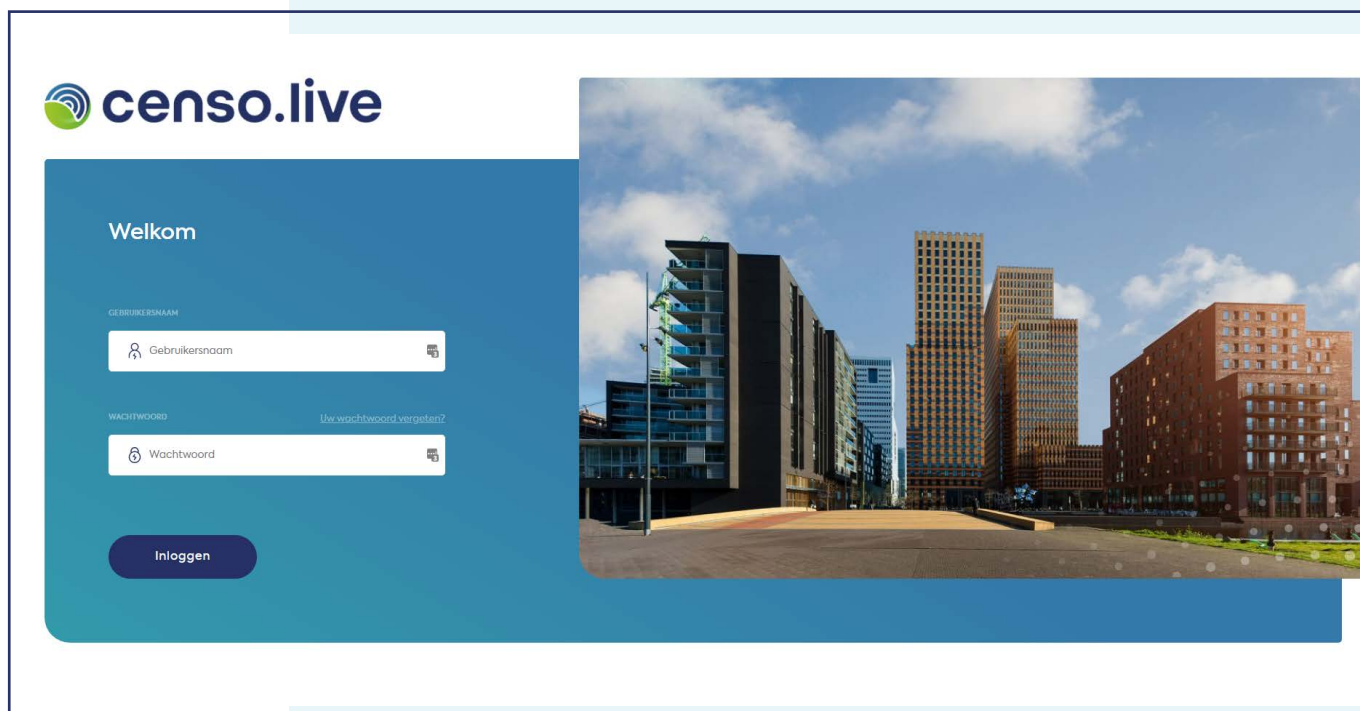 censo.live
Welkom
GEBRUIKERSNAAM
Gebruikersnaam
WACHTWOORD Uw wachtwoord vergeten?
Wachtwoord
Inloggen